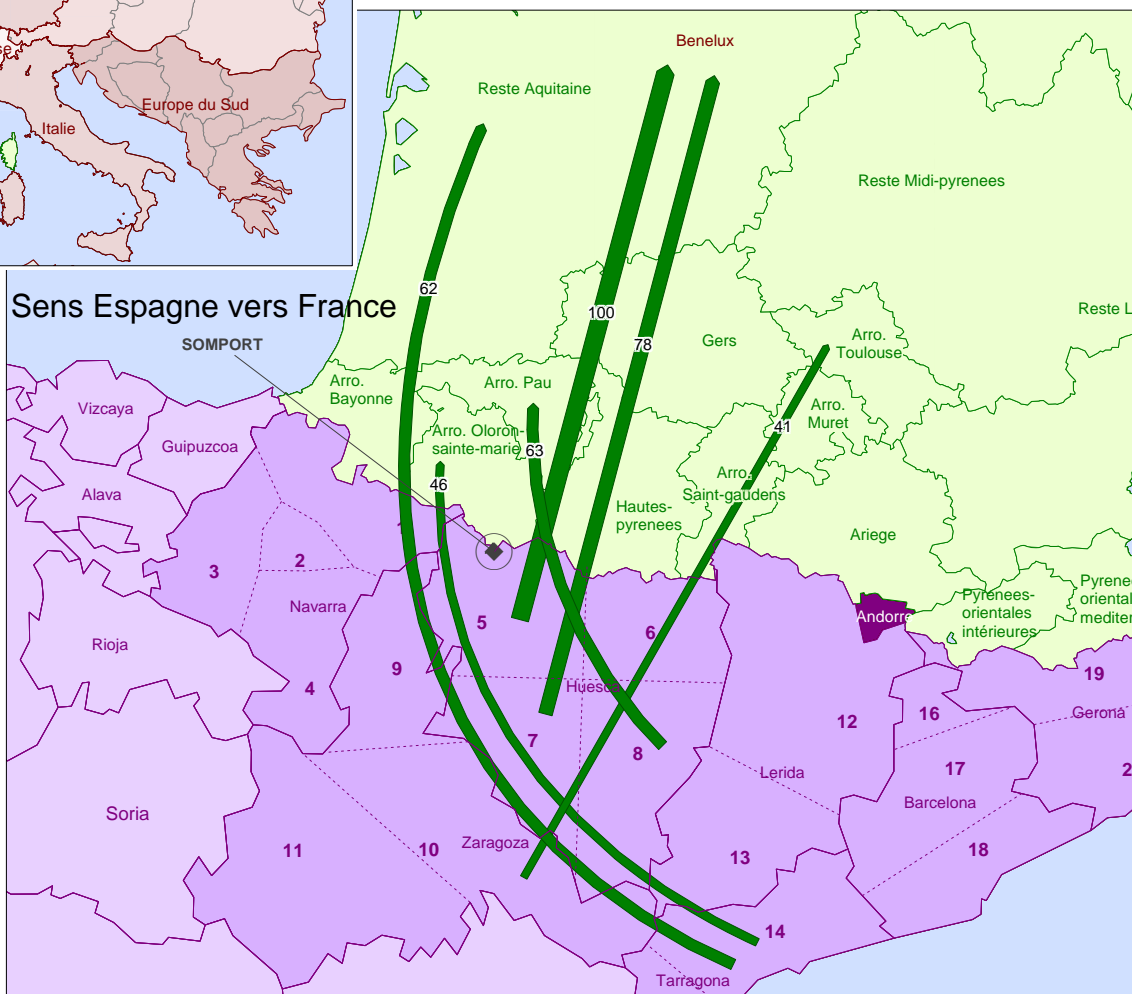 se
Europe du Sud
Italie
Benelux
Reste Aquitaine
Reste Midi-pyrenees
62
Sens Espagne vers France
100
Reste L
SOMPORT
78
Gers
Arro.
Toulouse
Arro.
Bayonne
Arro. Pau
Vizcaya
Arro.
Muret
41
Guipuzcoa
Arro. Oloron-
sainte-marie
63
Arro.
Saint-gaudens
46
Alava
Hautes-
pyrenees
Ariege
1
2
3
Navarra
Pyrenees-
orientales
intérieures
Pyrene
oriental
mediter
Andorre
5
6
Rioja
9
4
Huesca
19
16
Gerona
12
7
8
17
2
Lerida
Barcelona
Soria
Zaragoza
11
10
13
18
14
Tarragona